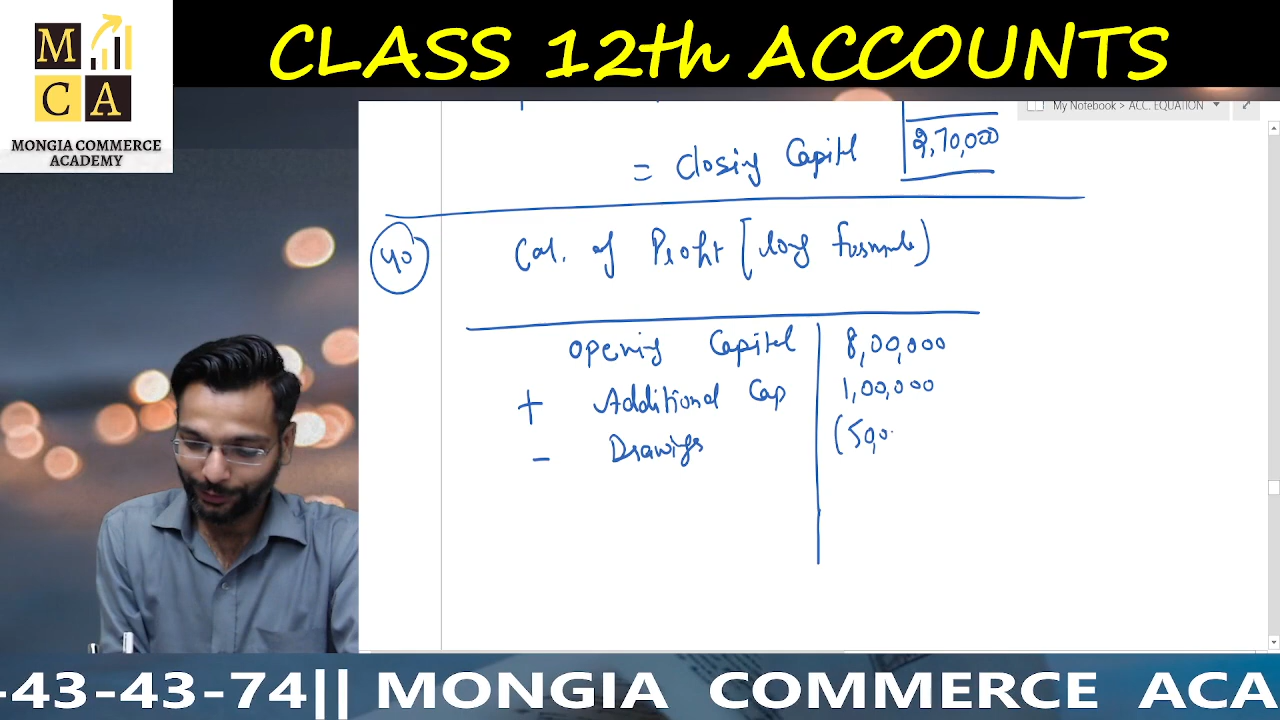 CLASS 12th ACCOUNTS
M
C A
MONGIA COMMERCE
ACADEMY
My Notebook > ACC. EQUATION
2,70,000
= Closing Capital
40
Cal. of Profit [long formula)
Opening Capital 8,00,000
+ Additional Cap 1,00,000
- Drawings (50,0
-43-43-74|| MONGIA COMMERCE ACA